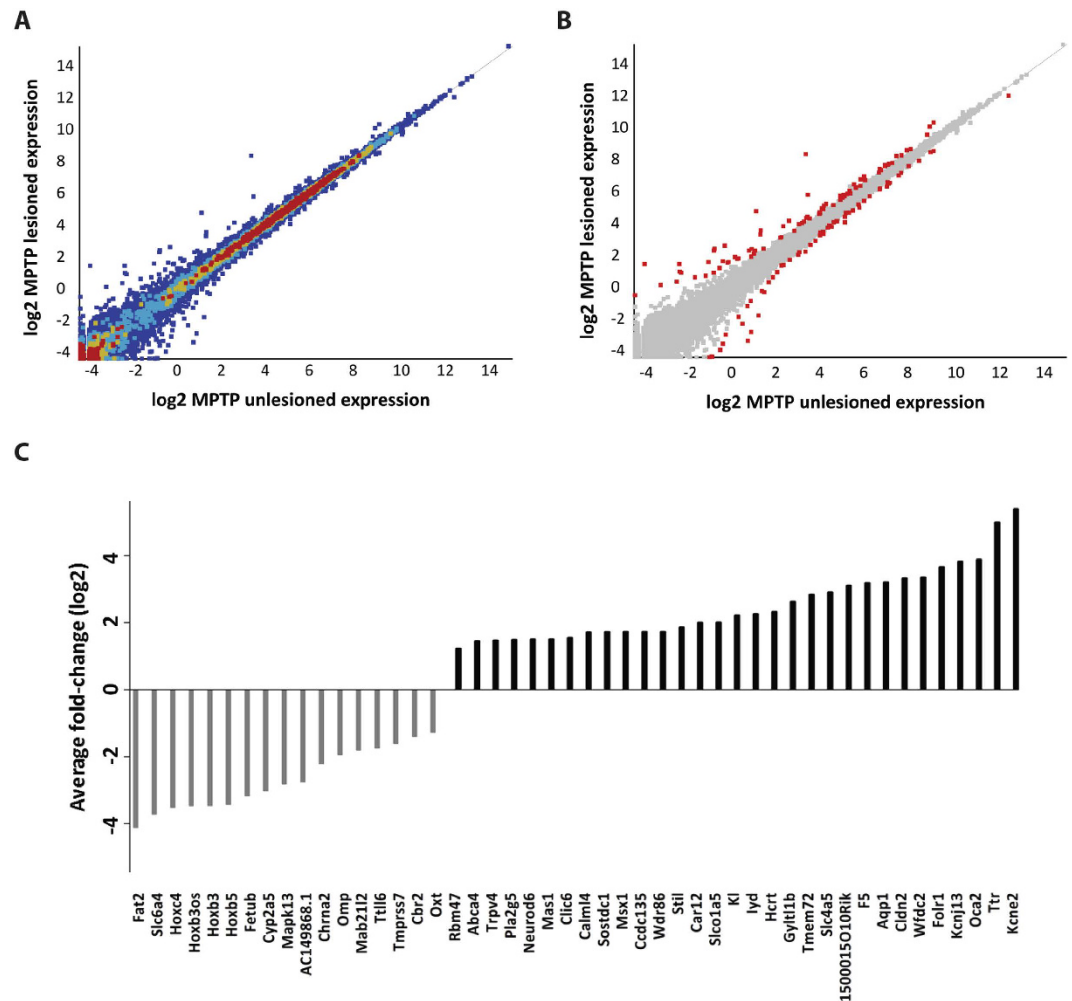 A
log2 MPTP lesioned expression
14
12
10
8
6
4
2
0
-2
-4
-4 -2 0 2 4 6 8 10 12 14
log2 MPTP unlesioned expression
B
log2 MPTP lesioned expression
14
12
10
8
6
4
2
0
-2
-4
-4 -2 0 2 4 6 8 10 12 14
log2 MPTP unlesioned expression
C
Average fold-change (log2)
4
2
0
-2
-4
Fat2
Slc6a4
Hoxc4
Hoxb3os
Hoxb3
Hoxb5
Fetub
Cyp2a5
Mapk13
AC149868.1
Chrna2
Omp
Mab21l2
Ttll6
Tmprss7
Cbr2
Oxt
Rbm47
Abca4
Trpv4
Pla2g5
Neurod6
Mas1
Clic6
Calml4
Sostdc1
Msx1
Ccdc135
Wdr86
Stil
Car12
Slco1a5
Kl
Iyd
Hcrt
Gyltl1b
Tmem72
Slc4a5
1500015O10Rik
F5
Aqp1
Cldn2
Wfdc2
Folr1
Kcnj13
Oca2
Ttr
Kcne2